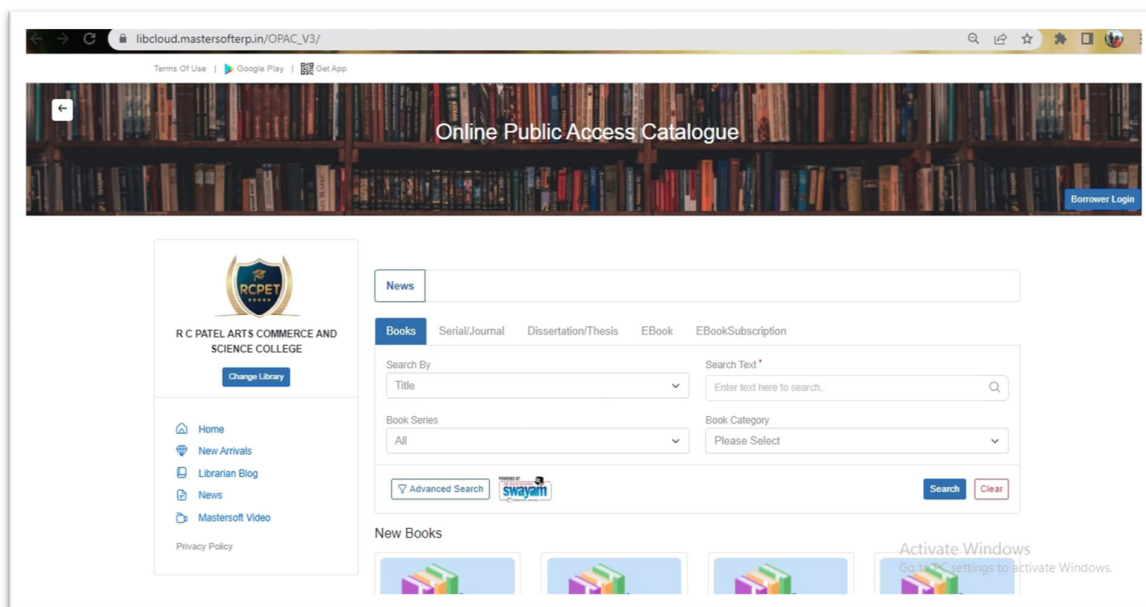 libcloud.mastersofterp.in/OPAC_V3/
Terms Of Use | Google Play | Get App
Online Public Access Catalogue
Borrower Login
RCPET
R C PATEL ARTS COMMERCE AND
SCIENCE COLLEGE
Change Library
Home
New Arrivals
Librarian Blog
News
Mastersoft Video
Privacy Policy
News
Books Serial/Journal Dissertation/Thesis EBook EBookSubscription
Search By Search Text *
Title Enter text here to search..
Book Series Book Category
All Please Select
Advanced Search POWERED BY swayam Search Clear
New Books
Activate Windows
Go to PC settings to activate Windows.